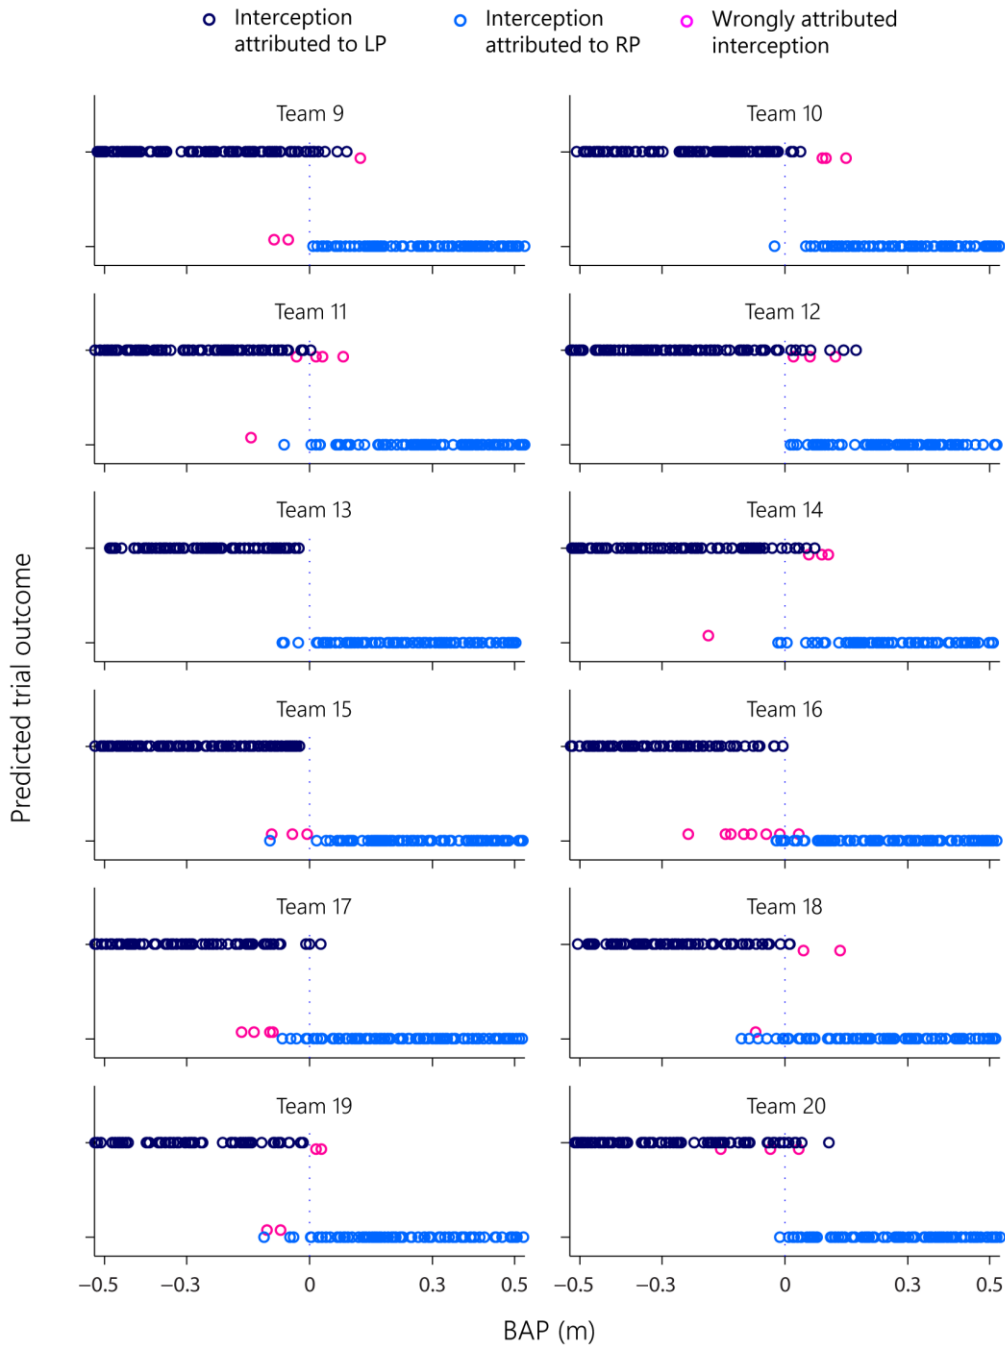 Interception
attributed to LP
Interception
attributed to RP
Wrongly attributed
interception
Team 9
Team 10
Team 11
Team 12
Team 13
Team 14
Team 15
Team 16
Team 17
Team 18
Team 19
Team 20
Predicted trial outcome
−0.5 −0.3 0 0.3 0.5
−0.5 −0.3 0 0.3 0.5
BAP (m)